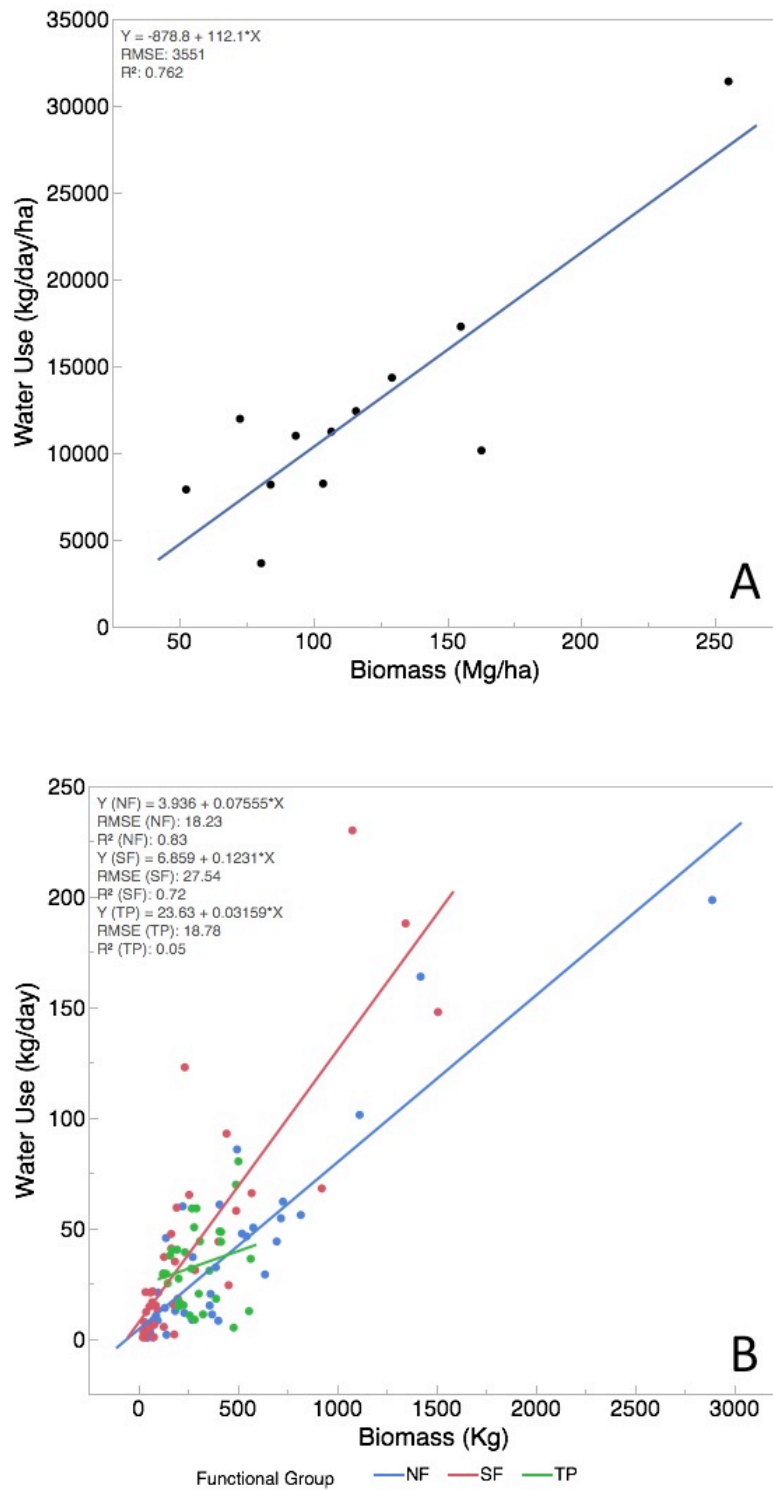 35000
Y = -878.8 + 112.1*X
RMSE: 3551
R²: 0.762
30000
25000
20000
15000
10000
5000
0
Water Use (kg/day/ha)
A
50 100 150 200 250
Biomass (Mg/ha)
250
Y (NF) = 3.936 + 0.07555*X
RMSE (NF): 18.23
R² (NF): 0.83
Y (SF) = 6.859 + 0.1231*X
RMSE (SF): 27.54
R² (SF): 0.72
Y (TP) = 23.63 + 0.03159*X
RMSE (TP): 18.78
R² (TP): 0.05
200
150
100
50
0
Water Use (kg/day)
B
0 500 1000 1500 2000 2500 3000
Biomass (Kg)
Functional Group NF SF TP